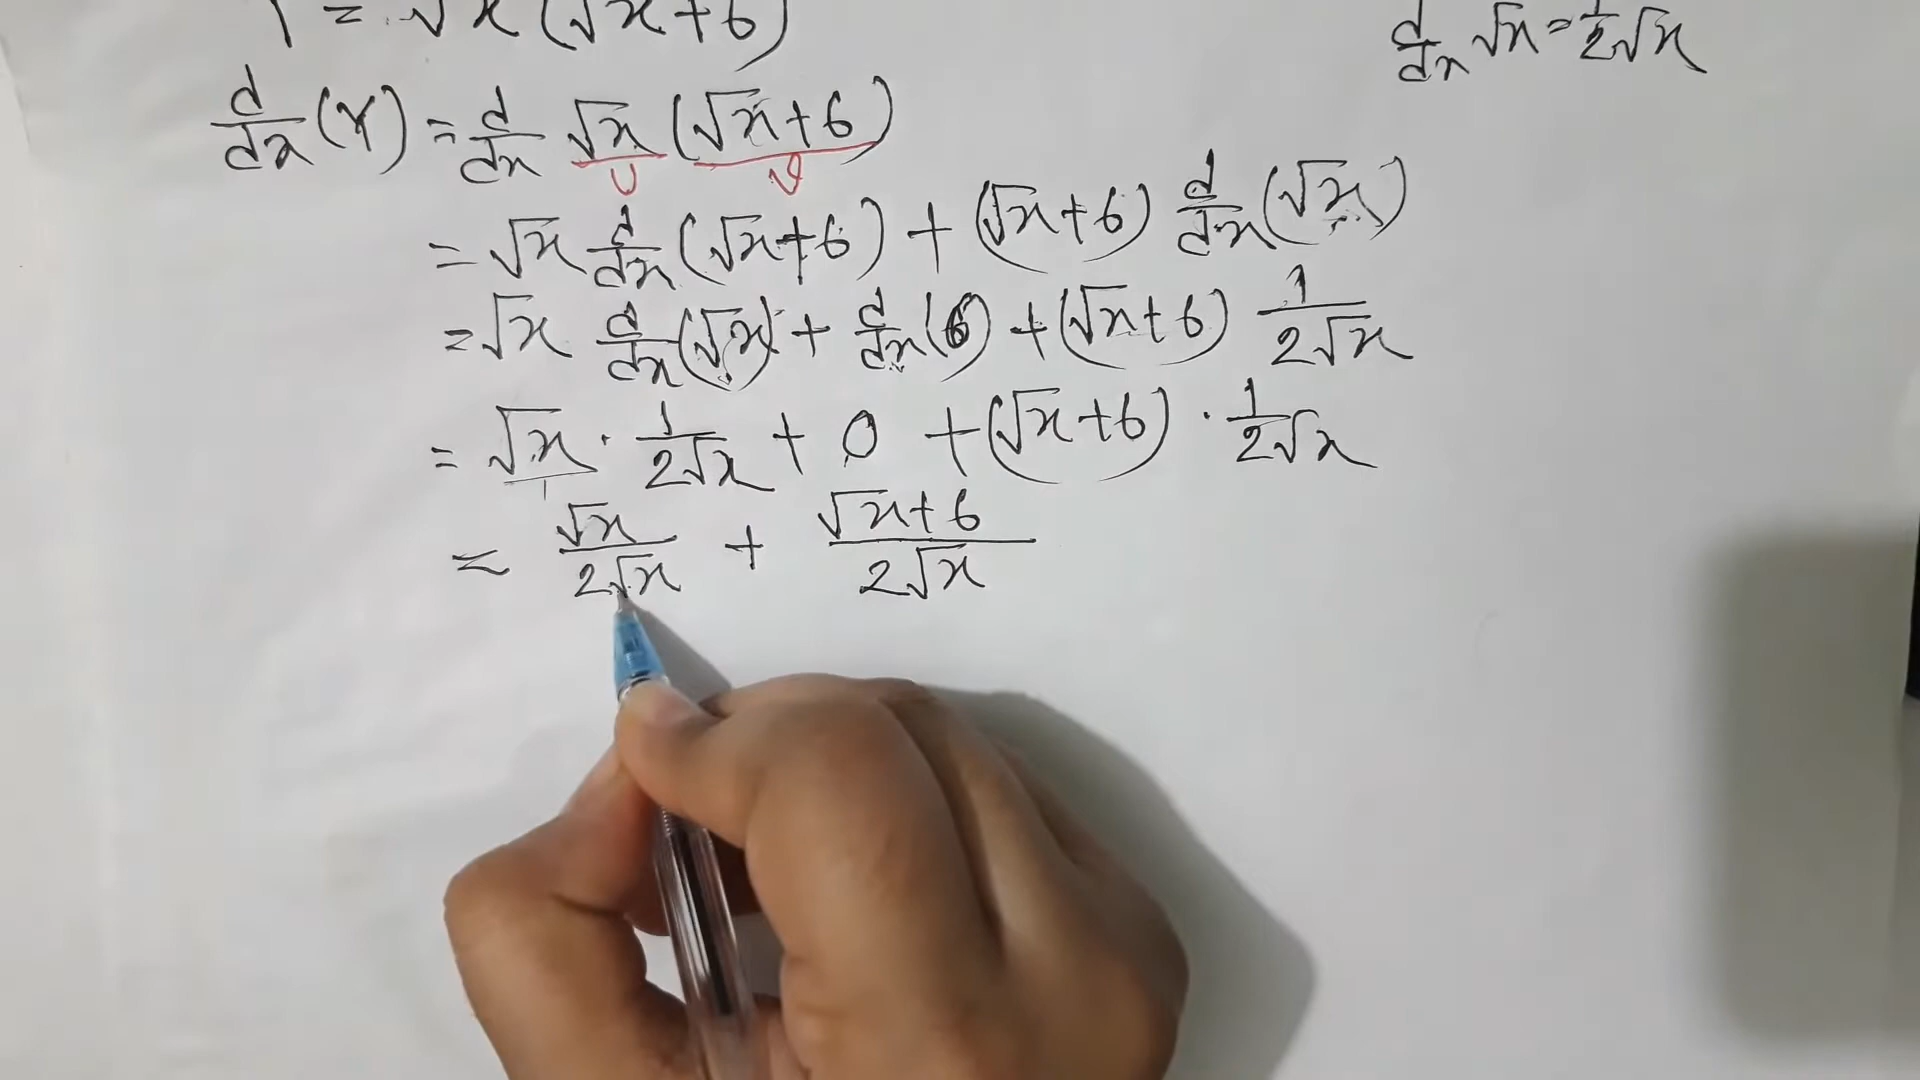 Y = √x (√x+6)
d/dx √x = 1/2√x
d/dx (Y) = d/dx √x (√x+6)
U V
= √x d/dx (√x+6) + (√x+6) d/dx (√x)
= √x d/dx (√x) + d/dx (6) + (√x+6) 1/2√x
= √x · 1/2√x + 0 + (√x+6) · 1/2√x
= √x/2√x + √x+6/2√x